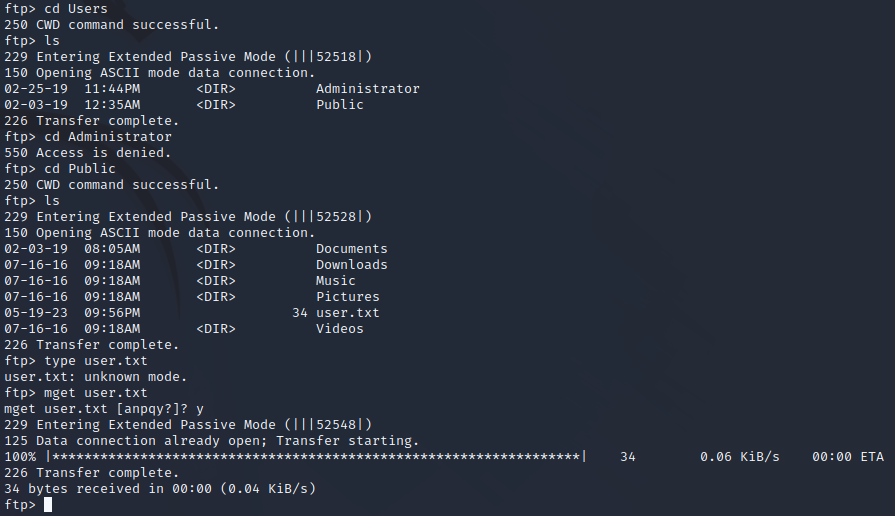 ftp> cd Users
250 CWD command successful.
ftp> ls
229 Entering Extended Passive Mode (|||52518|)
150 Opening ASCII mode data connection.
02-25-19  11:44PM       <DIR>          Administrator
02-03-19  12:35AM       <DIR>          Public
226 Transfer complete.
ftp> cd Administrator
550 Access is denied.
ftp> cd Public
250 CWD command successful.
ftp> ls
229 Entering Extended Passive Mode (|||52528|)
150 Opening ASCII mode data connection.
02-03-19  08:05AM       <DIR>          Documents
07-16-16  09:18AM       <DIR>          Downloads
07-16-16  09:18AM       <DIR>          Music
07-16-16  09:18AM       <DIR>          Pictures
05-19-23  09:56PM                   34 user.txt
07-16-16  09:18AM       <DIR>          Videos
226 Transfer complete.
ftp> type user.txt
user.txt: unknown mode.
ftp> mget user.txt
mget user.txt [anpqy?]? y
229 Entering Extended Passive Mode (|||52548|)
125 Data connection already open; Transfer starting.
100% |******************************************************************|    34        0.06 KiB/s    00:00 ETA
226 Transfer complete.
34 bytes received in 00:00 (0.04 KiB/s)
ftp>